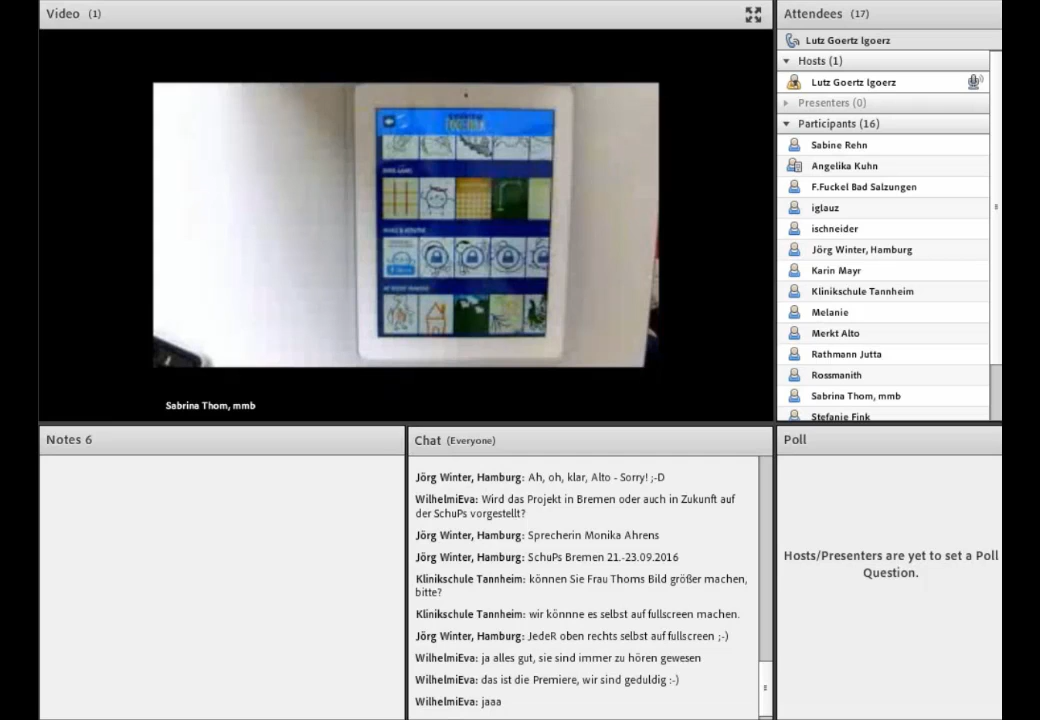 Video (1)
Sabrina Thom, mmb
Attendees (17)
Lutz Goertz lgoerz
Hosts (1)
Lutz Goertz lgoerz
Presenters (0)
Participants (16)
Sabine Rehn
Angelika Kuhn
F.Fuckel Bad Salzungen
iglauz
ischneider
Jörg Winter, Hamburg
Karin Mayr
Klinikschule Tannheim
Melanie
Merkt Alto
Rathmann Jutta
Rossmanith
Sabrina Thom, mmb
Stefanie Fink
Notes 6
Chat (Everyone)
Jörg Winter, Hamburg: Ah, oh, klar, Alto - Sorry! ;-D
WilhelmiEva: Wird das Projekt in Bremen oder auch in Zukunft auf
der SchuPs vorgestellt?
Jörg Winter, Hamburg: Sprecherin Monika Ahrens
Jörg Winter, Hamburg: SchuPs Bremen 21.-23.09.2016
Klinikschule Tannheim: können Sie Frau Thoms Bild größer machen,
bitte?
Klinikschule Tannheim: wir könnne es selbst auf fullscreen machen.
Jörg Winter, Hamburg: JedeR oben rechts selbst auf fullscreen ;-)
WilhelmiEva: ja alles gut, sie sind immer zu hören gewesen
WilhelmiEva: das ist die Premiere, wir sind geduldig :-)
WilhelmiEva: jaaa
Poll
Hosts/Presenters are yet to set a Poll
Question.